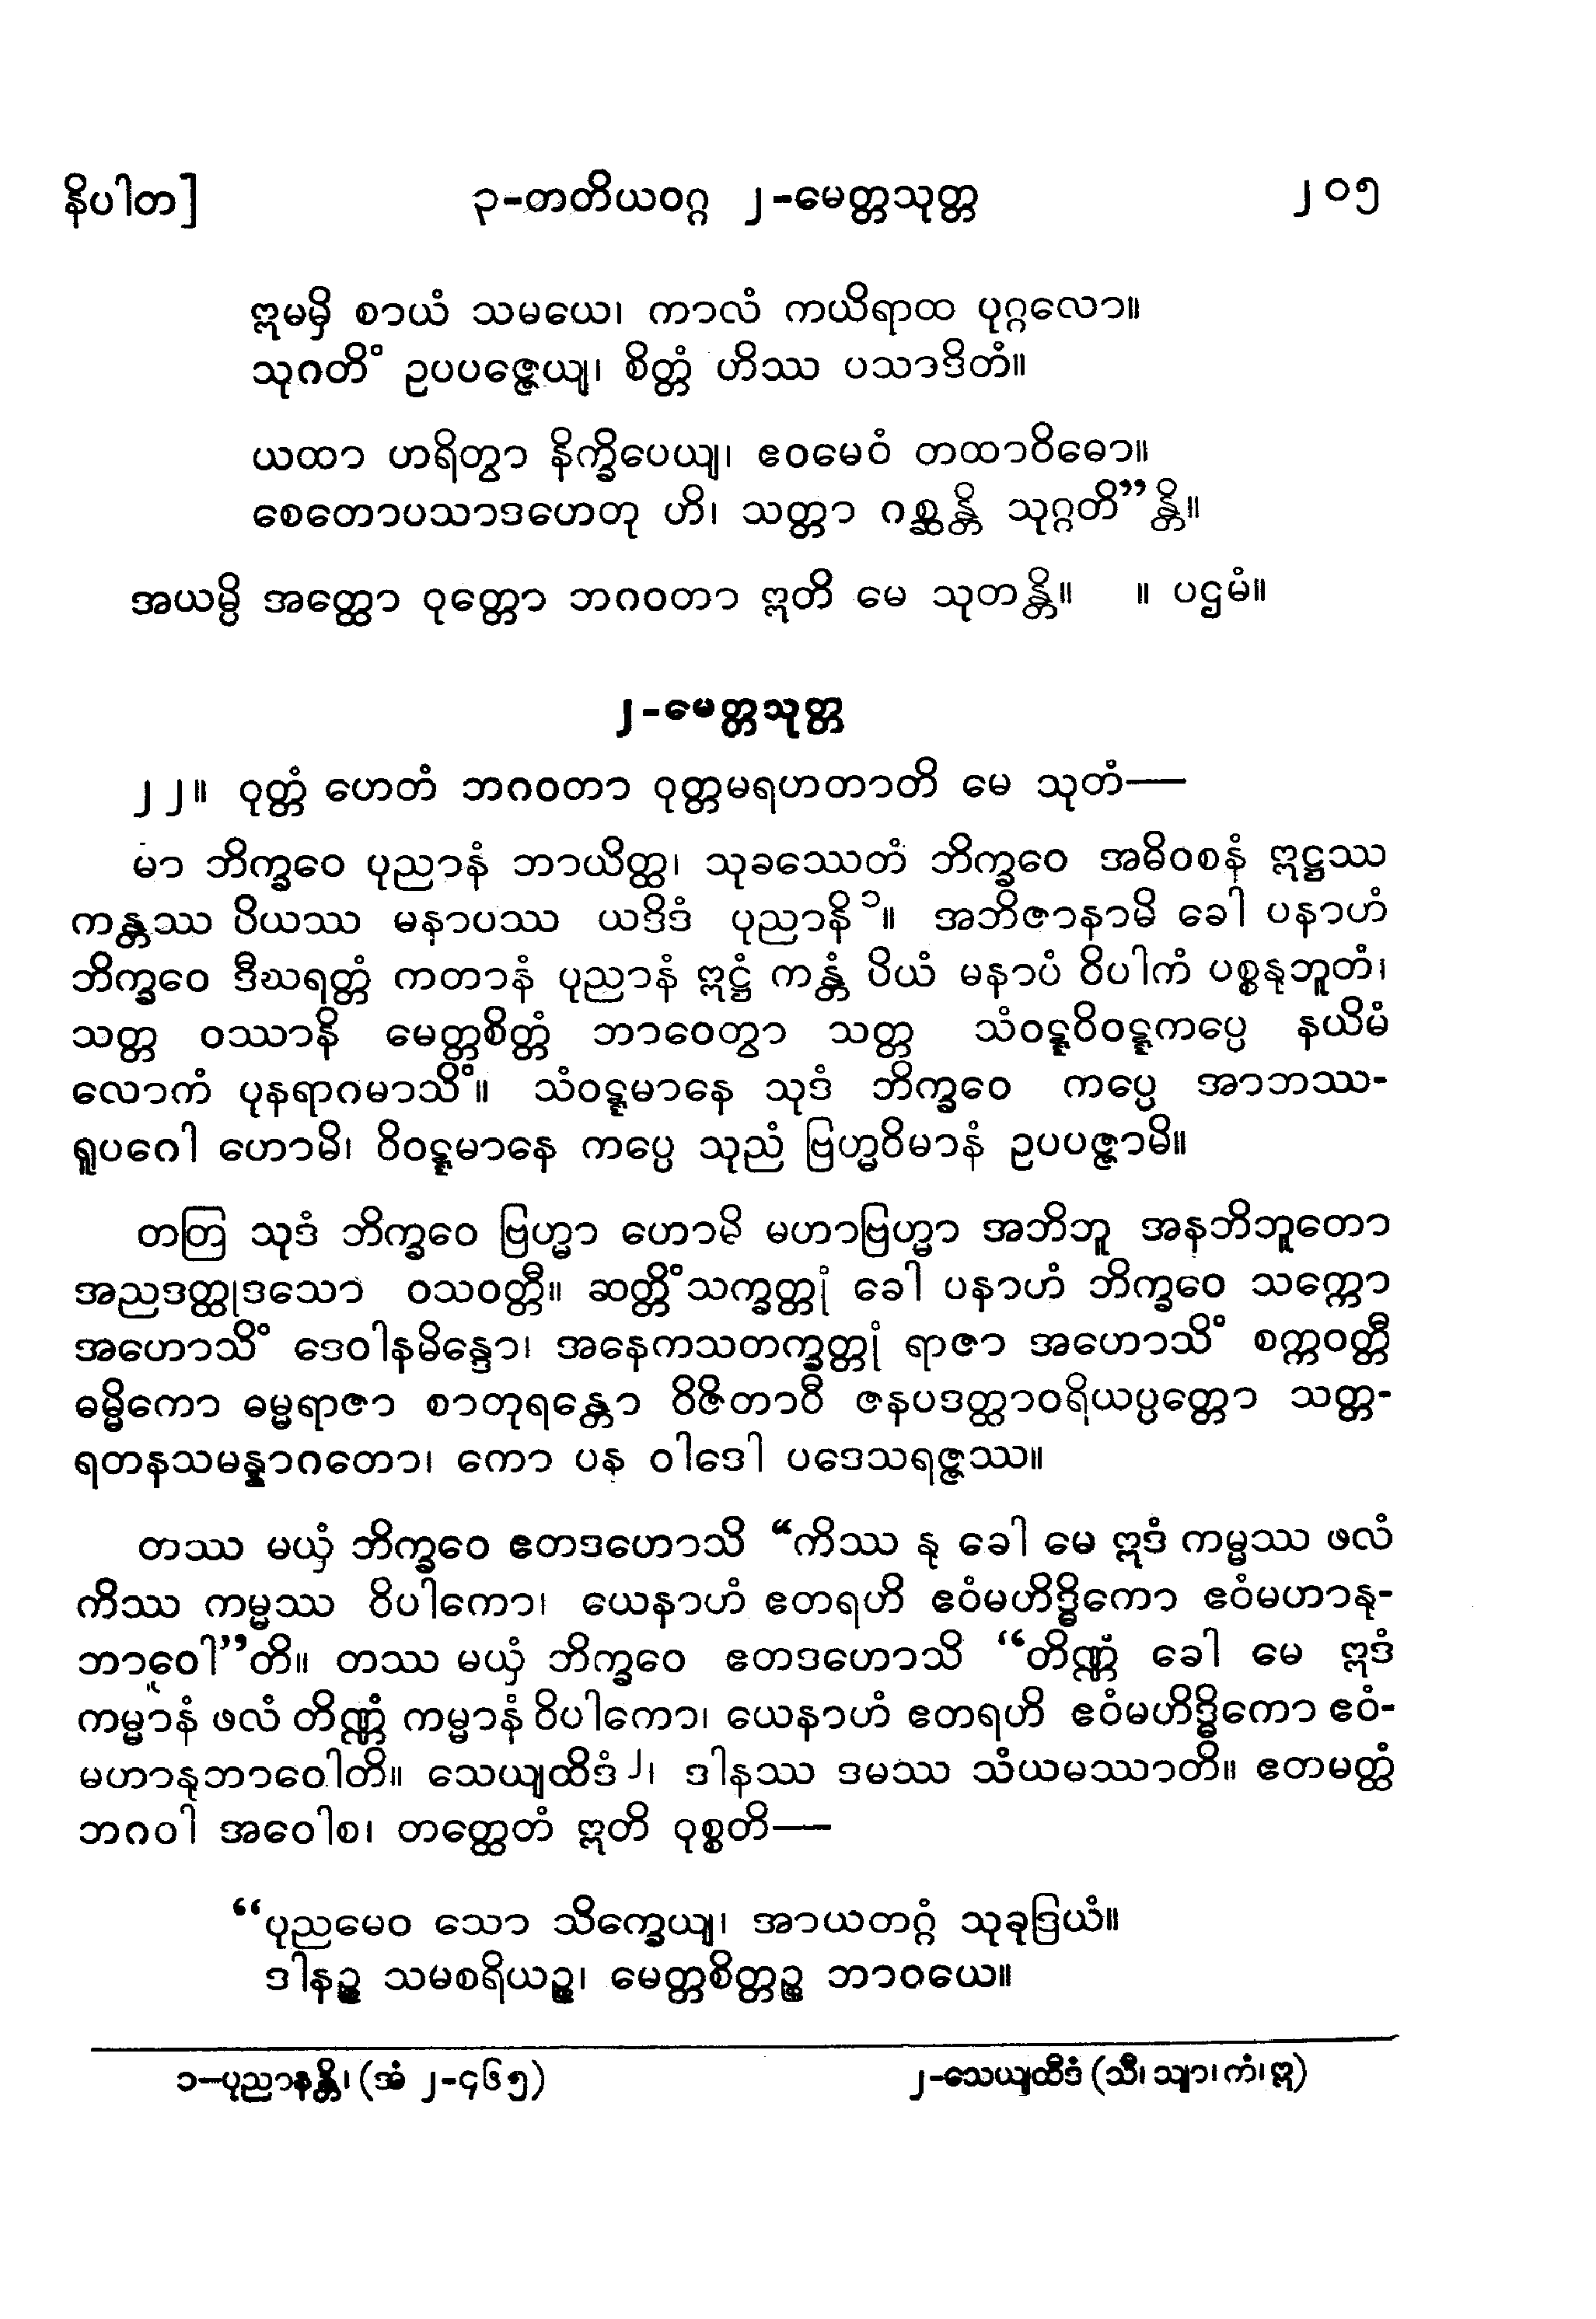 နိပါတ] ၃-တတိယဝဂ္ဂ ၂-မေတ္တသုတ္တ ၂၀၅
ဣမမှိ စာယံ သမယေ၊ ကာလံ ကယိရာထ ပုဂ္ဂလော။
သုဂတိံ ဥပပဇ္ဇေယျ၊ စိတ္တံ ဟိဿ ပသာဒိတံ။
ယထာ ဟရိတွာ နိက္ခိပေယျ၊ ဧဝမေဝံ တထာဝိဓော။
စေတောပသာဒဟေတု ဟိ၊ သတ္တာ ဂစ္ဆန္တိ သုဂ္ဂတိ”န္တိ။
အယမ္ပိ အတ္ထော ဝုတ္တော ဘဂဝတာ ဣတိ မေ သုတန္တိ။ ။ ပဌမံ။
၂-မေတ္တသုတ္တ
၂၂။ ဝုတ္တံ ဟေတံ ဘဂဝတာ ဝုတ္တမရဟတာတိ မေ သုတံ—
မာ ဘိက္ခဝေ ပုညာနံ ဘာယိတ္ထ၊ သုခဿေတံ ဘိက္ခဝေ အဓိဝစနံ ဣဋ္ဌဿ
ကန္တဿ ပိယဿ မနာပဿ ယဒိဒံ ပုညာနိ ၁။ အဘိဇာနာမိ ခေါ ပနာဟံ
ဘိက္ခဝေ ဒီဃရတ္တံ ကတာနံ ပုညာနံ ဣဋ္ဌံ ကန္တံ ပိယံ မနာပံ ဝိပါကံ ပစ္စနုဘူတံ၊
သတ္တ ဝဿာနိ မေတ္တစိတ္တံ ဘာဝေတွာ သတ္တ သံဝဋ္ဋဝိဝဋ္ဋကပ္ပေ နယိမံ
လောကံ ပုနရာဂမာသိံ။ သံဝဋ္ဋမာနေ သုဒံ ဘိက္ခဝေ ကပ္ပေ အာဘဿ-
ရူပဂေါ ဟောမိ၊ ဝိဝဋ္ဋမာနေ ကပ္ပေ သုညံ ဗြဟ္မဝိမာနံ ဥပပဇ္ဇာမိ။
တတြ သုဒံ ဘိက္ခဝေ ဗြဟ္မာ ဟောမိ မဟာဗြဟ္မာ အဘိဘူ အနဘိဘူတော
အညဒတ္ထုဒသော ဝသဝတ္တီ။ ဆတ္တိံသက္ခတ္တုံ ခေါ ပနာဟံ ဘိက္ခဝေ သက္ကော
အဟောသိံ ဒေဝါနမိန္ဒော၊ အနေကသတက္ခတ္တုံ ရာဇာ အဟောသိံ စက္ကဝတ္တီ
ဓမ္မိကော ဓမ္မရာဇာ စာတုရန္တော ဝိဇိတာဝီ ဇနပဒတ္ထာဝရိယပ္ပတ္တော သတ္တ-
ရတနသမန္နာဂတော၊ ကော ပန ဝါဒေါ ပဒေသရဇ္ဇဿ။
တဿ မယှံ ဘိက္ခဝေ ဧတဒဟောသိ “ကိဿ နု ခေါ မေ ဣဒံ ကမ္မဿ ဖလံ
ကိဿ ကမ္မဿ ဝိပါကော၊ ယေနာဟံ ဧတရဟိ ဧဝံမဟိဒ္ဓိကော ဧဝံမဟာနု-
ဘာဝေါ”တိ။ တဿ မယှံ ဘိက္ခဝေ ဧတဒဟောသိ “တိဏ္ဏံ ခေါ မေ ဣဒံ
ကမ္မာနံ ဖလံ တိဏ္ဏံ ကမ္မာနံ ဝိပါကော၊ ယေနာဟံ ဧတရဟိ ဧဝံမဟိဒ္ဓိကော ဧဝံ-
မဟာနုဘာဝေါတိ။ သေယျထိဒံ ၂၊ ဒါနဿ ဒမဿ သံယမဿာတိ။ ဧတမတ္ထံ
ဘဂဝါ အဝေါစ၊ တတ္ထေတံ ဣတိ ဝုစ္စတိ—
“ပုညမေဝ သော သိက္ခေယျ၊ အာယတဂ္ဂံ သုခုဒြယံ။
ဒါနဉ္စ သမစရိယဉ္စ၊ မေတ္တစိတ္တဉ္စ ဘာဝယေ။
၁—ပုညာနန္တိ၊ (အံ ၂-၄၆၅) ၂-သေယျထီဒံ (သီ၊ သျာ၊ ကံ၊ ဣ)